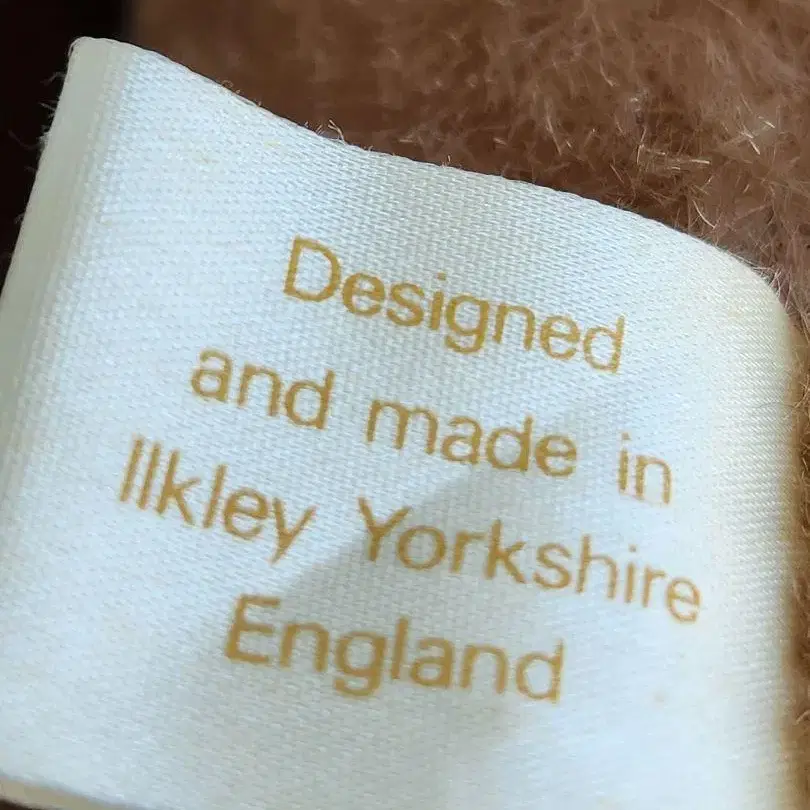 Designed
and made in
Ilkley Yorkshire
England